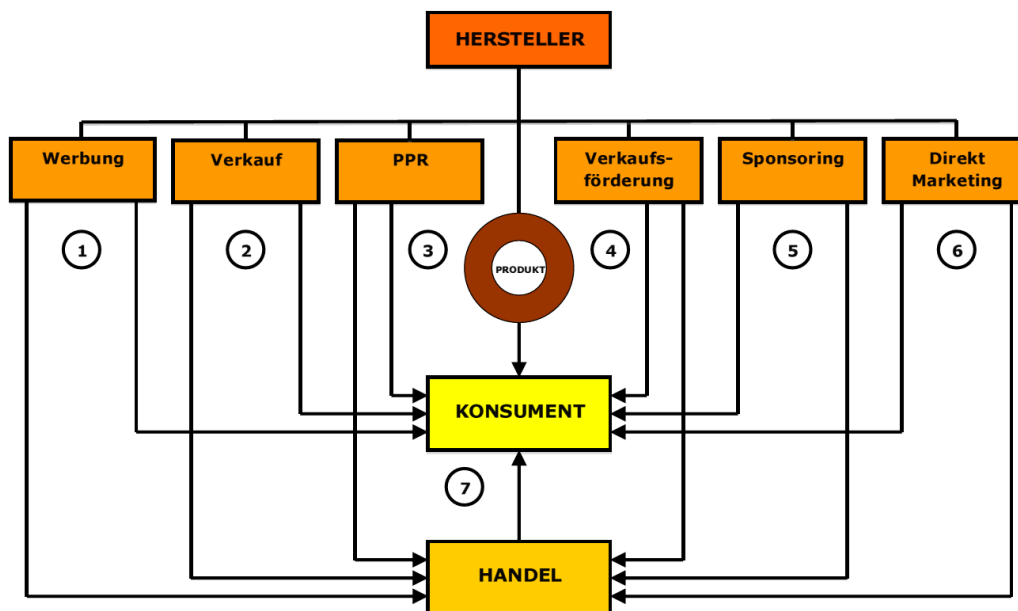 HERSTELLER
Werbung
Verkauf
PPR
Verkaufs-
förderung
Sponsoring
Direkt
Marketing
1
2
3
4
5
6
PRODUKT
KONSUMENT
7
HANDEL